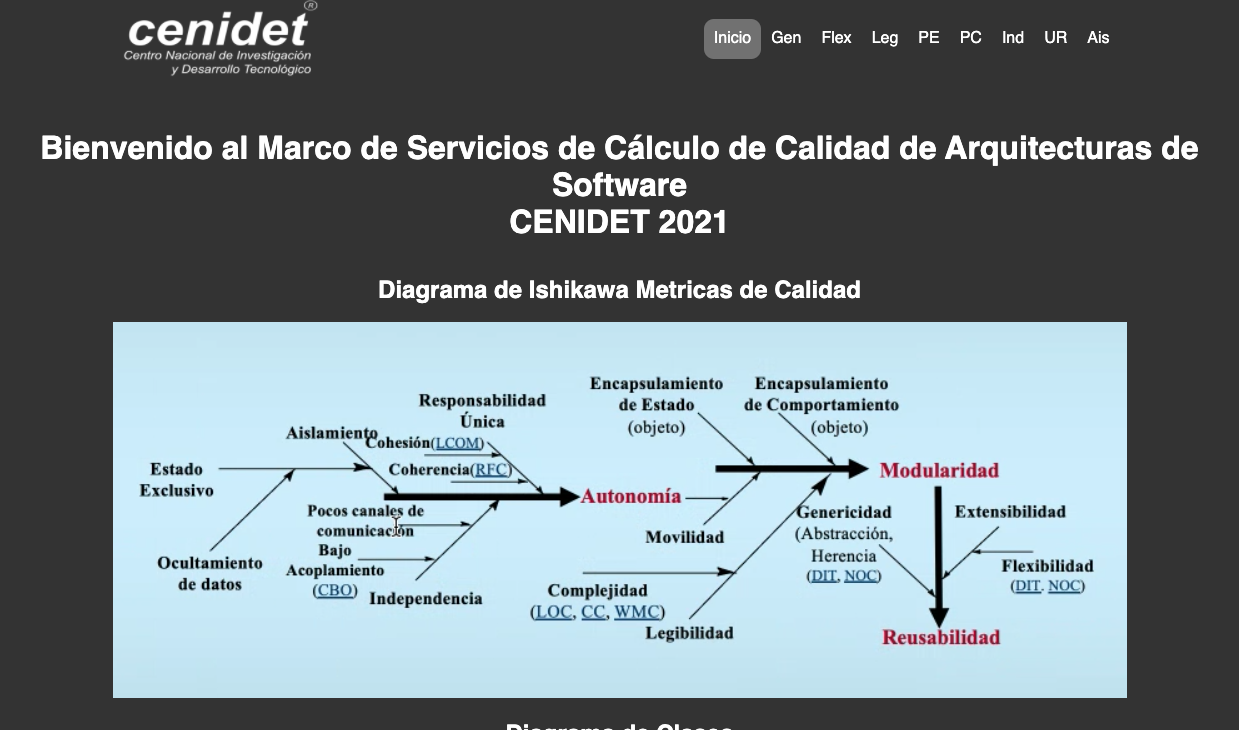 cenidet®
Centro Nacional de Investigación
y Desarrollo Tecnológico
Inicio Gen Flex Leg PE PC Ind UR Ais
Bienvenido al Marco de Servicios de Cálculo de Calidad de Arquitecturas de
Software
CENIDET 2021
Diagrama de Ishikawa Metricas de Calidad
Encapsulamiento
de Estado
(objeto)
Encapsulamiento
de Comportamiento
(objeto)
Responsabilidad
Única
Aislamiento
Cohesión(LCOM)
Coherencia(RFC)
Estado
Exclusivo
Autonomía
Modularidad
Pocos canales de
comunicación
Bajo
Acoplamiento
(CBO)
Independencia
Ocultamiento
de datos
Movilidad
Genericidad
(Abstracción,
Herencia
(DIT, NOC)
Extensibilidad
Flexibilidad
(DIT. NOC)
Complejidad
(LOC, CC, WMC)
Legibilidad
Reusabilidad
Diagrama de Clases